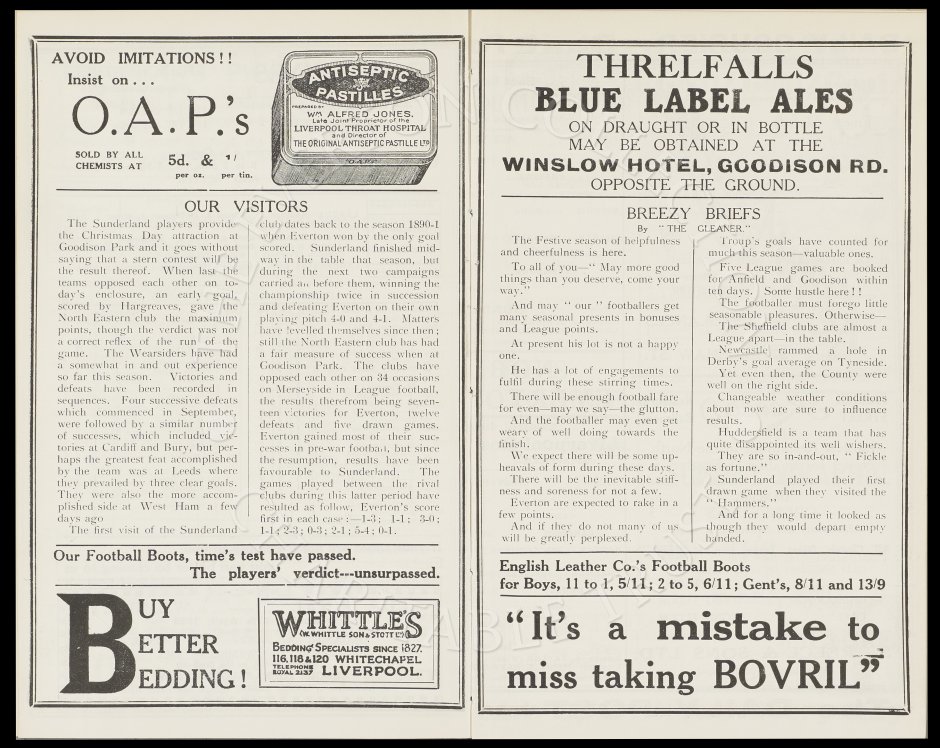 AVOID IMITATIONS!!
Insist on...
O.A.P.'s
SOLD BY ALL
CHEMISTS AT
5d. & 1/
per oz. per tin.
ANTISEPTIC
PASTILLES
PREPARED BY
WM ALFRED JONES.
Late Joint Proprietor of the
LIVERPOOL THROAT HOSPITAL
and Director of
THE ORIGINAL ANTISEPTIC PASTILLE LTD
"O.A.P."
OUR VISITORS
The Sunderland players provide
the Christmas Day attraction at
Goodison Park and it goes without
saying that a stern contest will be
the result thereof. When last the
teams opposed each other on to-
day's enclosure, an early goal,
scored by Hargreaves, gave the
North Eastern club the maximum
points, though the verdict was not
a correct reflex of the run of the
game. The Wearsiders have had
a somewhat in and out experience
so far this season. Victories and
defeats have been recorded in
sequences. Four successive defeats
which commenced in September,
were followed by a similar number
of successes, which included vic-
tories at Cardiff and Bury, but per-
haps the greatest feat accomplished
by the team was at Leeds where
they prevailed by three clear goals.
They were also the more accom-
plished side at West Ham a few
days ago
The first visit of the Sunderland
club dates back to the season 1890-1
when Everton won by the only goal
scored. Sunderland finished mid-
way in the table that season, but
during the next two campaigns
carried all before them, winning the
championship twice in succession
and defeating Everton on their own
playing pitch 4-0 and 4-1. Matters
have levelled themselves since then;
still the North Eastern club has had
a fair measure of success when at
Goodison Park. The clubs have
opposed each other on 34 occasions
on Merseyside in League football,
the results therefrom being seven-
teen victories for Everton, twelve
defeats and five drawn games.
Everton gained most of their suc-
cesses in pre-war football, but since
the resumption, results have been
favourable to Sunderland. The
games played between the rival
clubs during this latter period have
resulted as follow, Everton's score
first in each case:—1-3; 1-1; 3-0;
1-1; 2-3; 0-3; 2-1; 5-4; 0-1.
Our Football Boots, time's test have passed.
The players' verdict---unsurpassed.
BUY
BETTER
BEDDING!
WHITTLE'S
(W. WHITTLE SON & STOTT LTD)
BEDDING SPECIALISTS SINCE 1827.
116, 118 & 120 WHITECHAPEL
TELEPHONE
ROYAL 2137
LIVERPOOL.
THRELFALLS
BLUE LABEL ALES
ON DRAUGHT OR IN BOTTLE
MAY BE OBTAINED AT THE
WINSLOW HOTEL, GOODISON RD.
OPPOSITE THE GROUND.
BREEZY BRIEFS
By "THE GLEANER."
The Festive season of helpfulness
and cheerfulness is here.
To all of you—"May more good
things than you deserve, come your
way."
And may "our" footballers get
many seasonal presents in bonuses
and League points.
At present his lot is not a happy
one.
He has a lot of engagements to
fulfil during these stirring times.
There will be enough football fare
for even—may we say—the glutton.
And the footballer may even get
weary of well doing towards the
finish.
We expect there will be some up-
heavals of form during these days.
There will be the inevitable stiff-
ness and soreness for not a few.
Everton are expected to rake in a
few points.
And if they do not many of us
will be greatly perplexed.
Troup's goals have counted for
much this season—valuable ones.
Five League games are booked
for Anfield and Goodison within
ten days. Some hustle here!!!
The footballer must forego little
seasonable pleasures. Otherwise—
The Sheffield clubs are almost a
League apart—in the table.
Newcastle rammed a hole in
Derby's goal average on Tyneside.
Yet even then, the County were
well on the right side.
Changeable weather conditions
about now are sure to influence
results.
Huddersfield is a team that has
quite disappointed its well wishers.
They are so in-and-out, "Fickle
as fortune."
Sunderland played their first
drawn game when they visited the
"Hammers."
And for a long time it looked as
though they would depart empty
handed.
English Leather Co.'s Football Boots
for Boys, 11 to 1, 5/11; 2 to 5, 6/11; Gent's, 8/11 and 13/9
"It's a mistake to
miss taking BOVRIL"